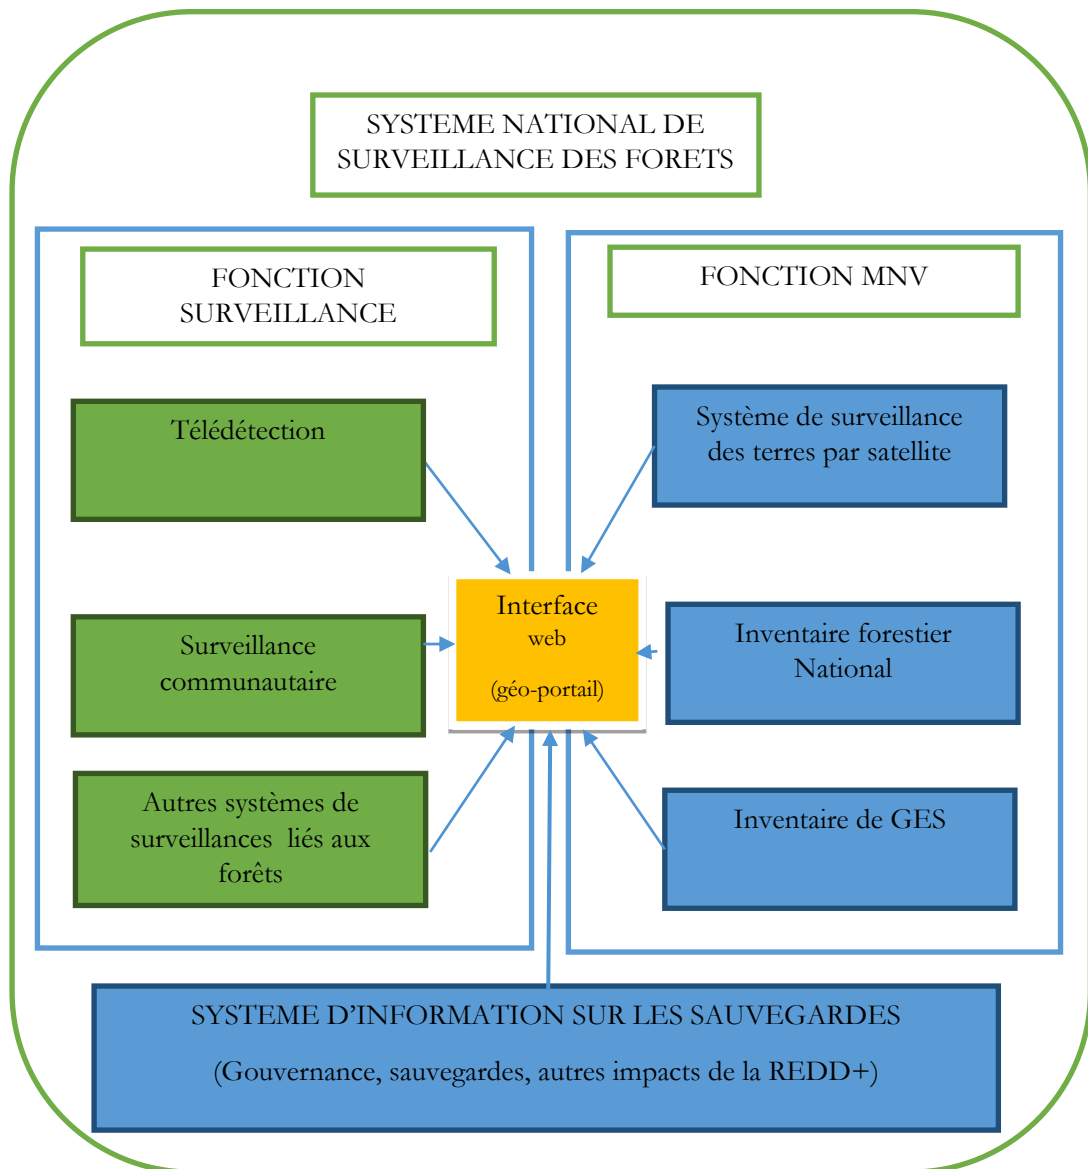 SYSTEME NATIONAL DE
SURVEILLANCE DES FORETS
FONCTION
SURVEILLANCE
FONCTION MNV
Télédétection
Système de surveillance
des terres par satellite
Interface
web
(géo-portail)
Surveillance
communautaire
Inventaire forestier
National
Autres systèmes de
surveillances liés aux
forêts
Inventaire de GES
SYSTEME D’INFORMATION SUR LES SAUVEGARDES
(Gouvernance, sauvegardes, autres impacts de la REDD+)